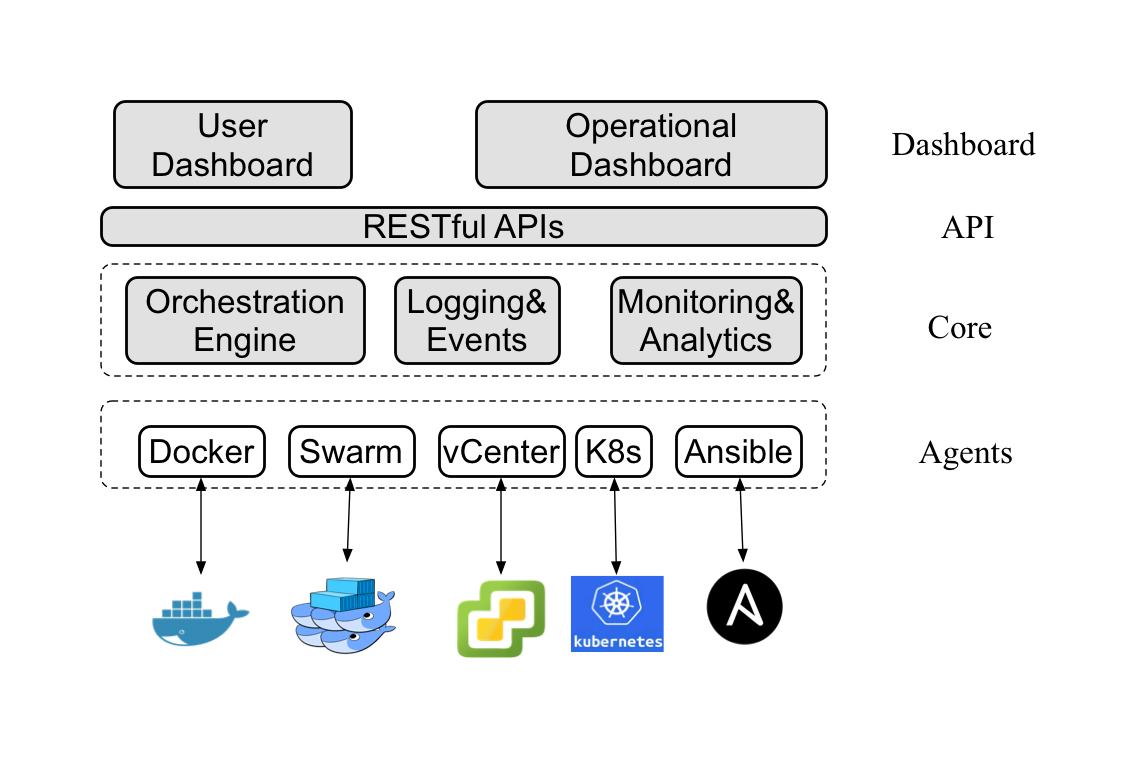 User
Dashboard
Operational
Dashboard
Dashboard
RESTful APIs
API
Orchestration
Engine
Logging&
Events
Monitoring&
Analytics
Core
Docker
Swarm
vCenter
K8s
Ansible
Agents
kubernetes